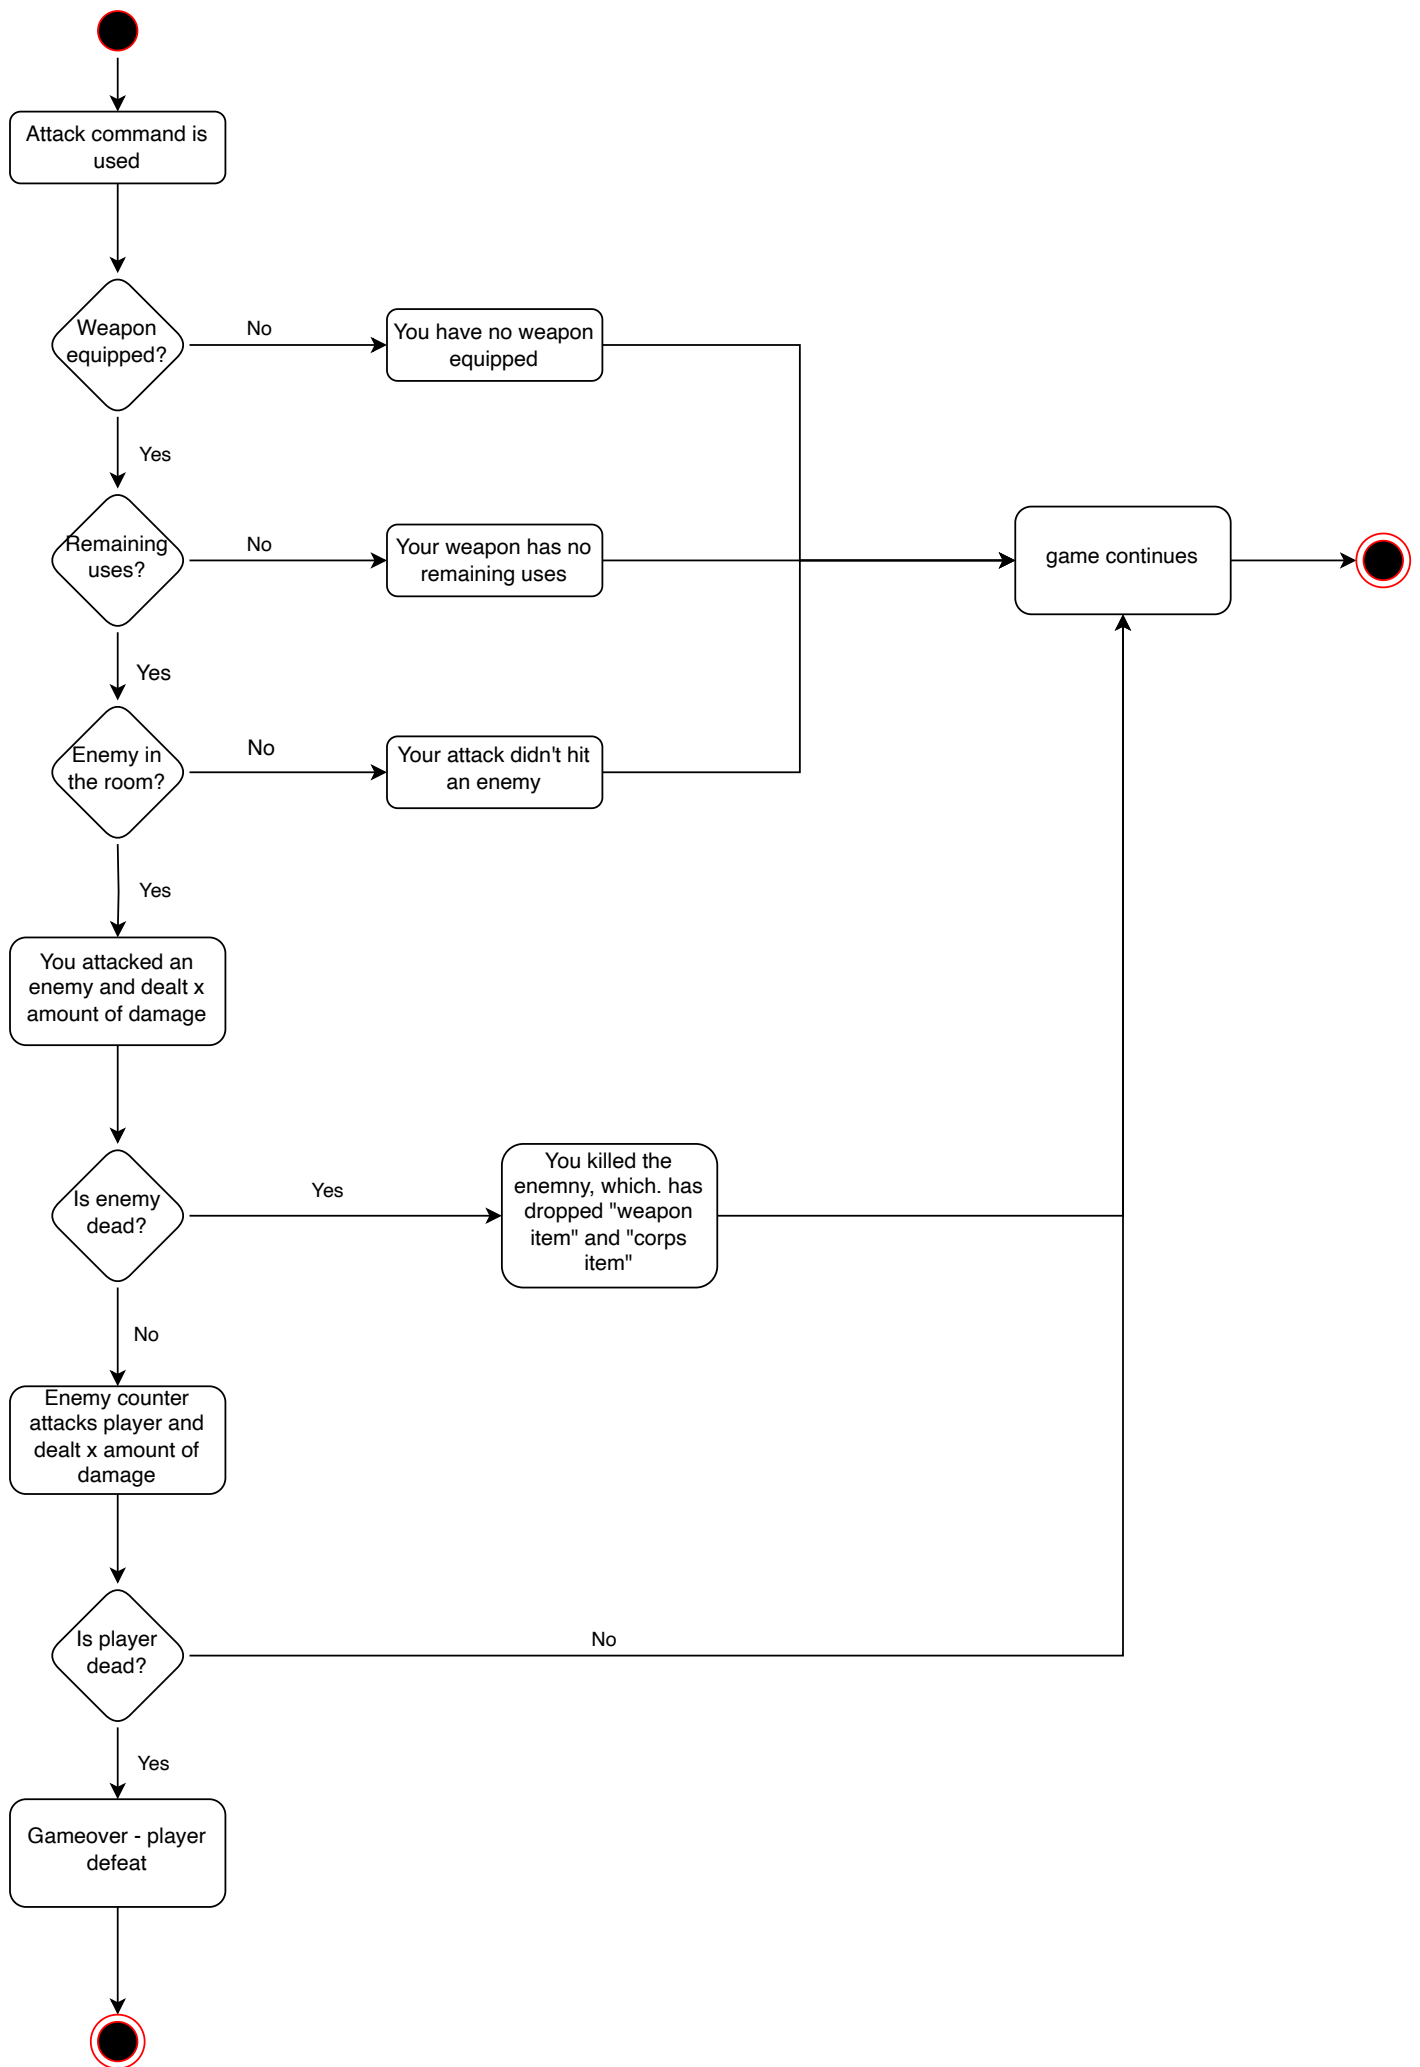 Attack command is
used
Weapon
equipped?
No
You have no weapon
equipped
Yes
Remaining
uses?
No
Your weapon has no
remaining uses
game continues
Yes
Enemy in
the room?
No
Your attack didn't hit
an enemy
Yes
You attacked an
enemy and dealt x
amount of damage
Is enemy
dead?
Yes
You killed the
enemny, which. has
dropped "weapon
item" and "corps
item"
No
Enemy counter
attacks player and
dealt x amount of
damage
Is player
dead?
No
Yes
Gameover - player
defeat